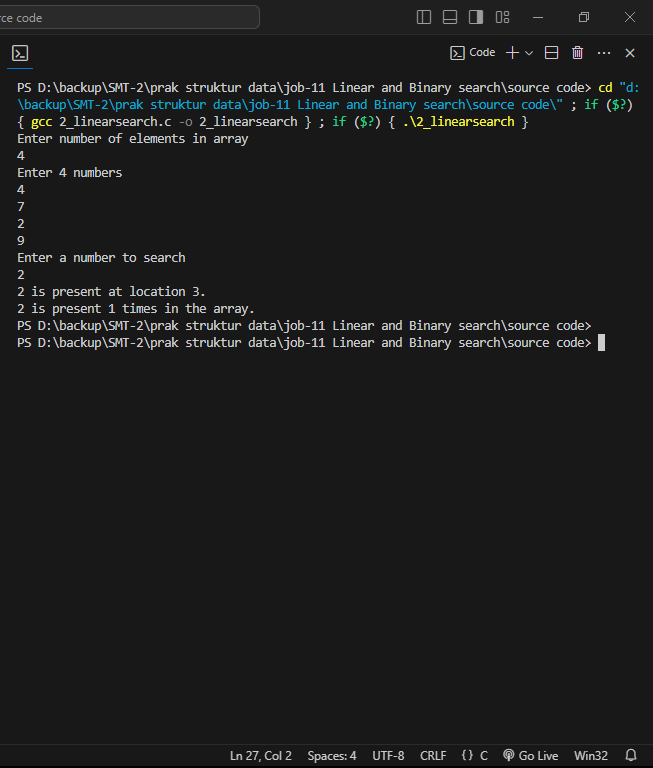 rce code
Code
PS D:\backup\SMT-2\prak struktur data\job-11 Linear and Binary search\source code> cd "d:
\backup\SMT-2\prak struktur data\job-11 Linear and Binary search\source code\" ; if ($?)
{ gcc 2_linearsearch.c -o 2_linearsearch } ; if ($?) { .\2_linearsearch }
Enter number of elements in array
4
Enter 4 numbers
4
7
2
9
Enter a number to search
2
2 is present at location 3.
2 is present 1 times in the array.
PS D:\backup\SMT-2\prak struktur data\job-11 Linear and Binary search\source code>
PS D:\backup\SMT-2\prak struktur data\job-11 Linear and Binary search\source code>
Ln 27, Col 2 Spaces: 4 UTF-8 CRLF {} C Go Live Win32